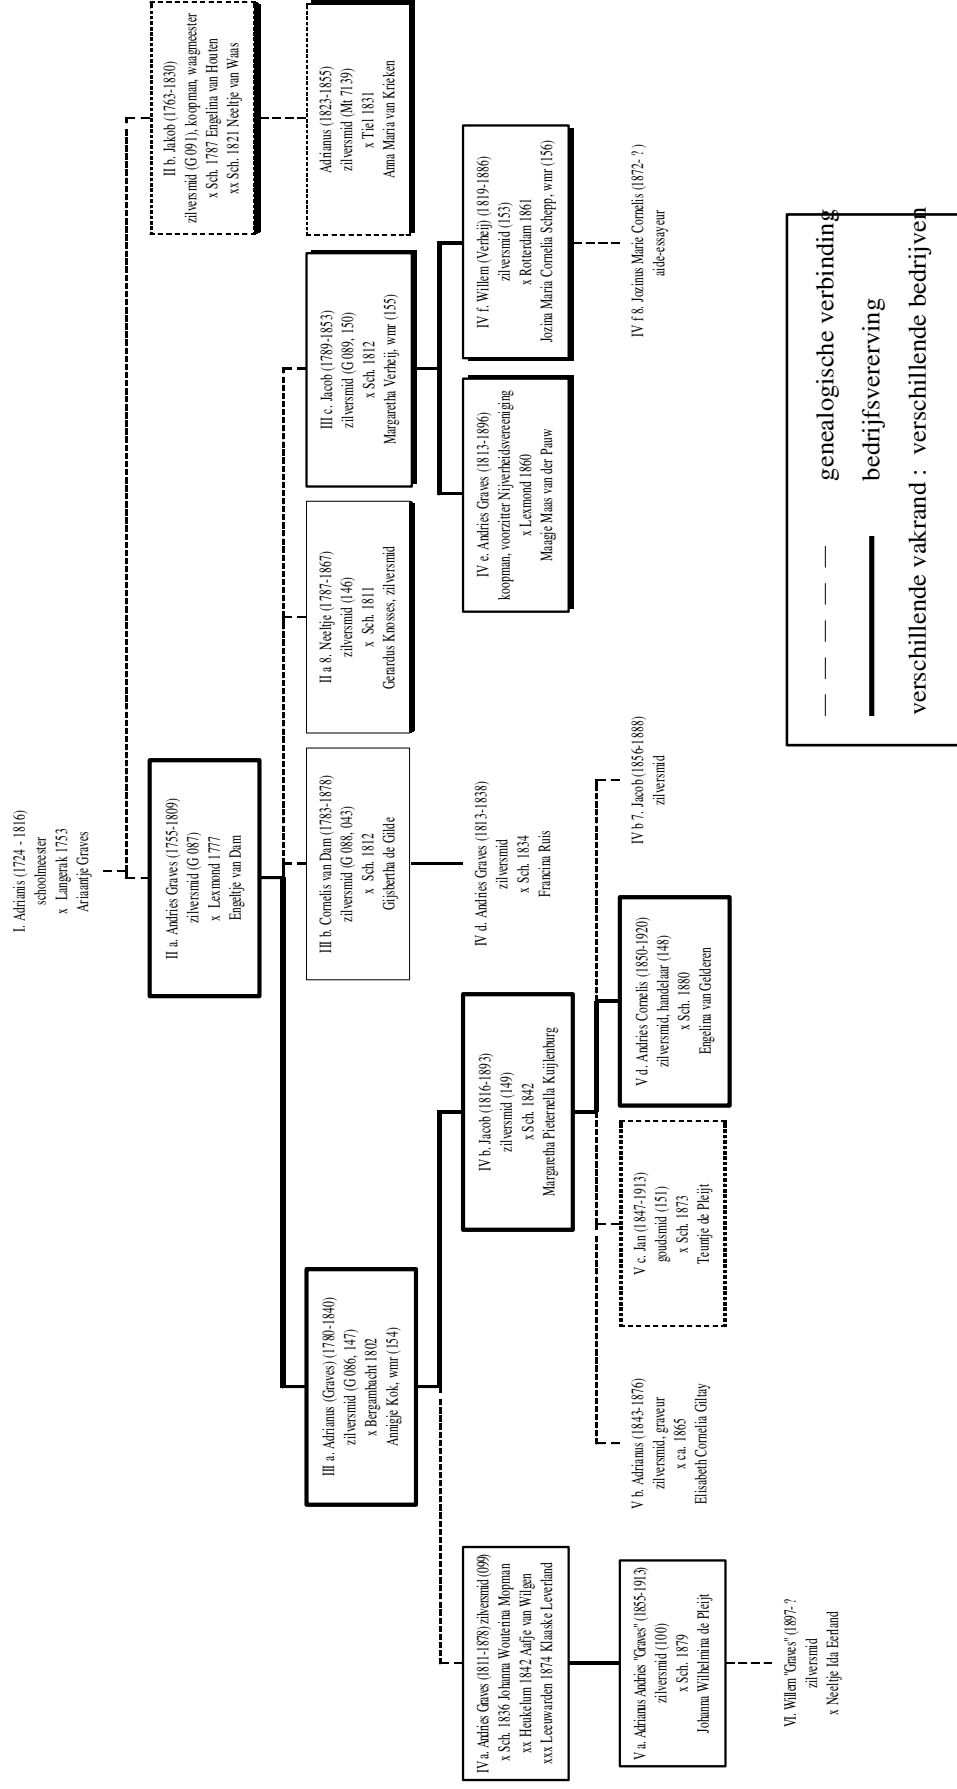 I. Adrianis (1724 - 1816)
schoolmeester
x Langerak 1753
Ariaantje Graves
II a. Andries Graves (1755-1809)
zilversmid (G 087)
x Lexmond 1777
Engeltje van Dam
II b. Jakob (1763-1830)
zilversmid (G 091), koopman, waagmeester
x Sch. 1787 Engelina van Houten
xx Sch. 1821 Neeltje van Waas
III a. Adrianus (Graves) (1780-1840)
zilversmid (G 086, 147)
x Bergambacht 1802
Annigje Kok, wmr (154)
III b. Cornelis van Dam (1783-1878)
zilversmid (G 088, 043)
x Sch. 1812
Gijsbertha de Gilde
II a 8. Neeltje (1787-1867)
zilversmid (146)
x Sch. 1811
Gerardus Knosses, zilversmid
III c. Jacob (1789-1853)
zilversmid (G 089, 150)
x Sch. 1812
Margaretha Verheij, wmr (155)
Adrianus (1823-1855)
zilversmid (Mt 7139)
x Tiel 1831
Anna Maria van Krieken
IV a. Andries Graves (1811-1878) zilversmid (099)
x Sch. 1836 Johanna Wouterina Mopman
xx Heukelum 1842 Aafje van Wilgen
xxx Leeuwarden 1874 Klaaske Leverland
IV b. Jacob (1816-1893)
zilversmid (149)
x Sch. 1842
Margaretha Pieternella Kuijlenburg
IV d. Andries Graves (1813-1838)
zilversmid
x Sch. 1834
Francina Ruis
IV e. Andries Graves (1813-1896)
koopman, voorzitter Nijverheidsvereeniging
x Lexmond 1860
Maagje Maas van der Pauw
IV f. Willem (Verheij) (1819-1886)
zilversmid (153)
x Rotterdam 1861
Jozina Maria Cornelia Schepp, wmr (156)
V a. Adrianus Andries "Graves" (1855-1913)
zilversmid (100)
x Sch. 1879
Johanna Wilhelmina de Pleijt
V b. Adrianus (1843-1876)
zilversmid, graveur
x ca. 1865
Elisabeth Cornelia Giltay
V c. Jan (1847-1913)
goudsmid (151)
x Sch. 1873
Teuntje de Pleijt
V d. Andries Cornelis (1850-1920)
zilversmid, handelaar (148)
x Sch. 1880
Engelina van Gelderen
IV b 7. Jacob (1856-1888)
zilversmid
IV f 8. Jozinus Marie Cornelis (1872- ? )
aide-essayeur
VI. Willem "Graves" (1897- ?
zilversmid
x Neeltje Ida Eerland
genealogische verbinding
bedrijfsvererving
verschillende vakrand : verschillende bedrijven